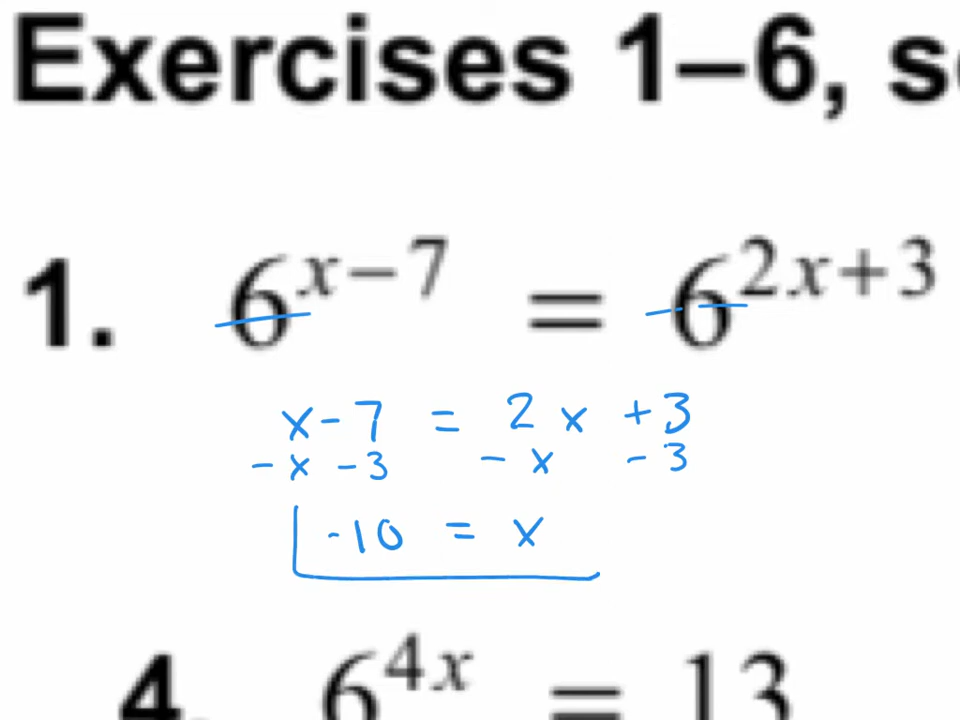 Exercises 1–6, s
1. 6^{x-7} = 6^{2x+3}
x - 7 = 2x + 3
- x - 3 - x - 3
-10 = x
4. 6^{4x} = 13